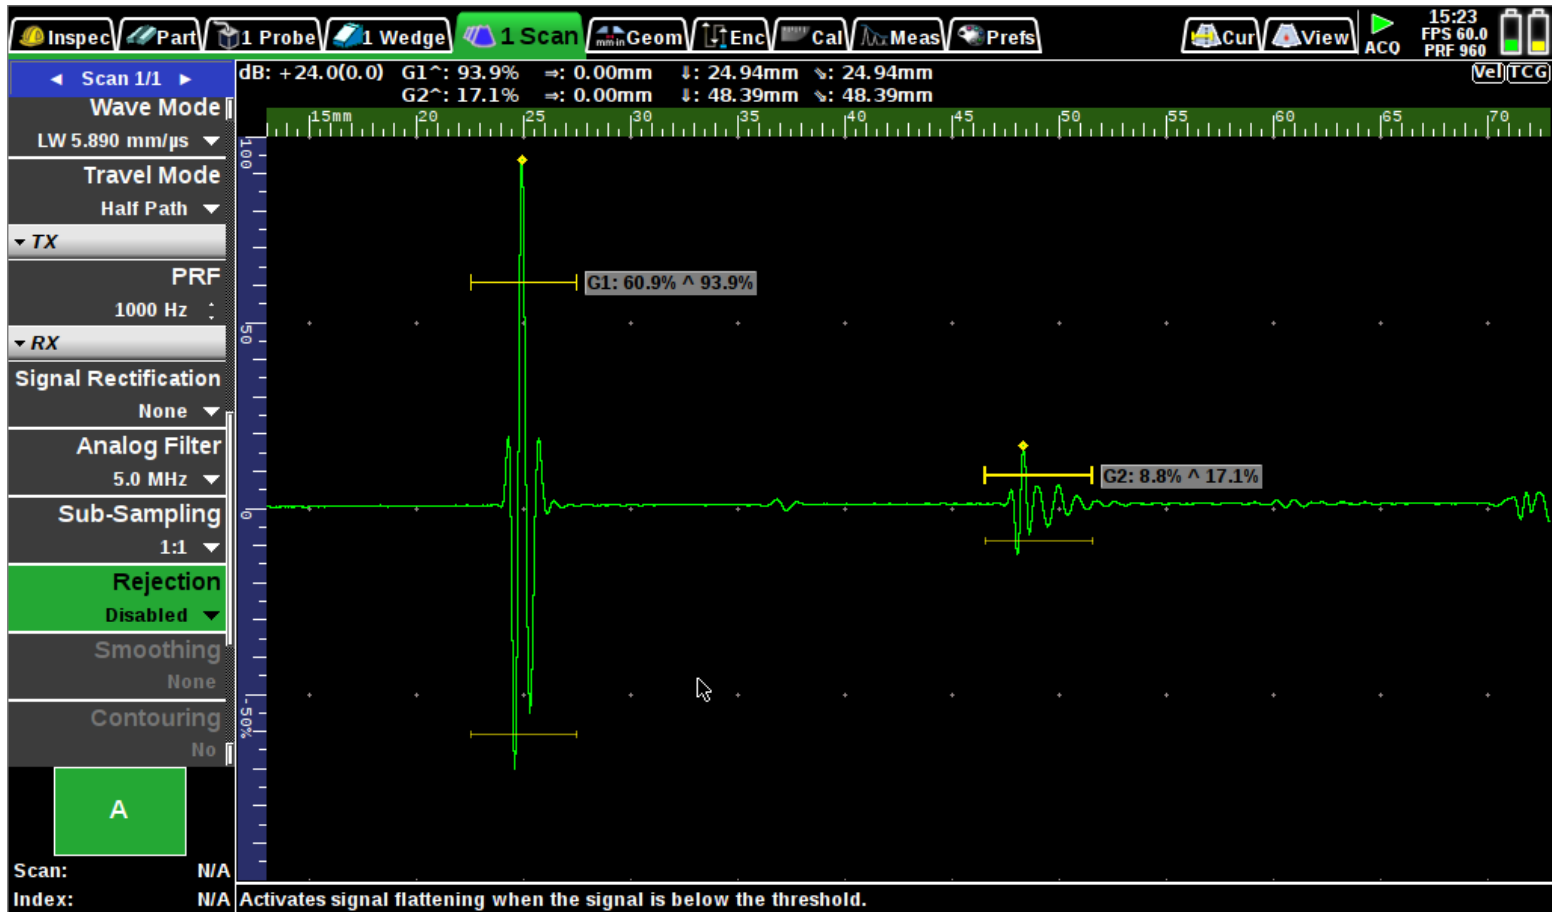 Inspec Part 1 Probe 1 Wedge 1 Scan mm in Geom Enc Cal Meas Prefs Cur View ACQ
15:23
FPS 60.0
PRF 960
Scan 1/1
Wave Mode
LW 5.890 mm/µs
Travel Mode
Half Path
TX
PRF
1000 Hz
RX
Signal Rectification
None
Analog Filter
5.0 MHz
Sub-Sampling
1:1
Rejection
Disabled
Smoothing
None
Contouring
No
A
Scan: N/A
Index: N/A
dB: +24.0(0.0) G1^: 93.9% ⇒: 0.00mm ⇓: 24.94mm ⇘: 24.94mm
G2^: 17.1% ⇒: 0.00mm ⇓: 48.39mm ⇘: 48.39mm
Vel TCG
15mm 20 25 30 35 40 45 50 55 60 65 70
100
50
0
-50%
G1: 60.9% ^ 93.9%
G2: 8.8% ^ 17.1%
Activates signal flattening when the signal is below the threshold.